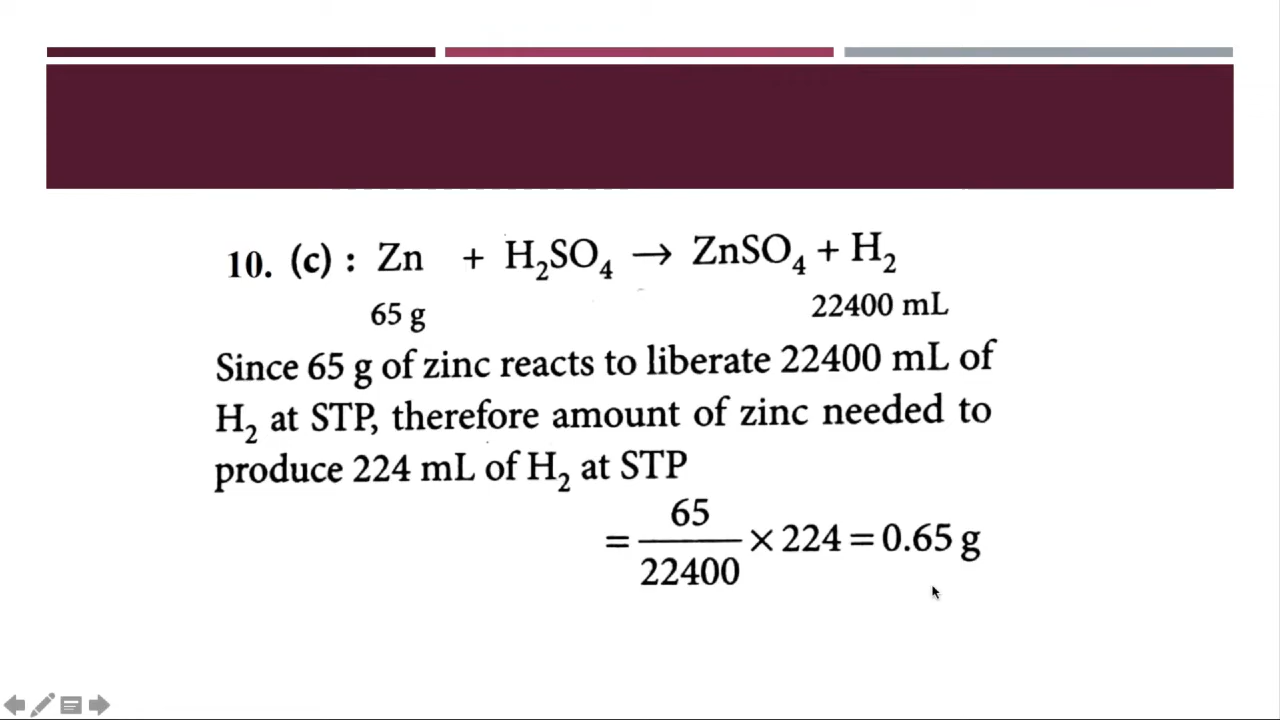 10. (c) : Zn + H₂SO₄ → ZnSO₄ + H₂
65 g 22400 mL
Since 65 g of zinc reacts to liberate 22400 mL of
H₂ at STP, therefore amount of zinc needed to
produce 224 mL of H₂ at STP
= 65/22400 × 224 = 0.65 g